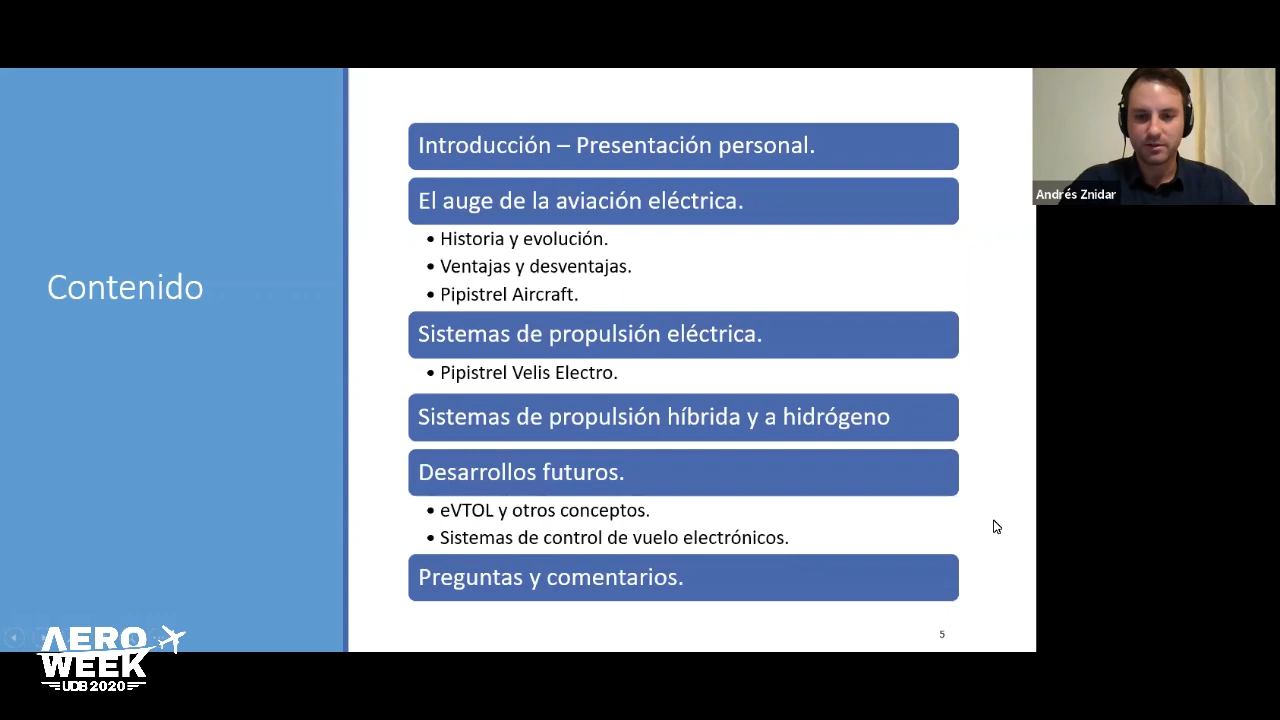 Contenido
Introducción – Presentación personal.
El auge de la aviación eléctrica.
• Historia y evolución.
• Ventajas y desventajas.
• Pipistrel Aircraft.
Sistemas de propulsión eléctrica.
• Pipistrel Velis Electro.
Sistemas de propulsión híbrida y a hidrógeno
Desarrollos futuros.
• eVTOL y otros conceptos.
• Sistemas de control de vuelo electrónicos.
Preguntas y comentarios.
5
Andrés Znidar
AERO
WEEK
UDB 2020